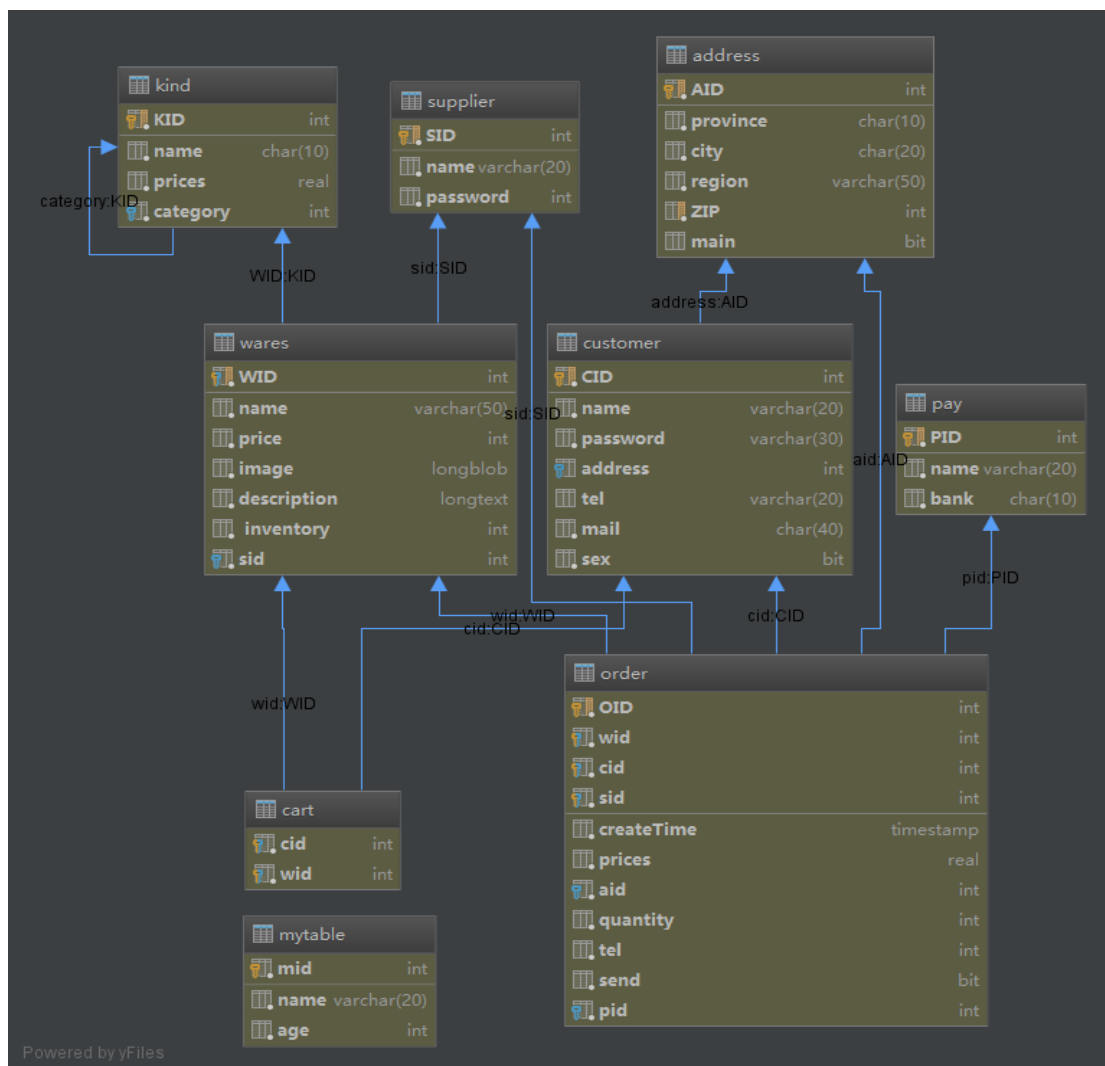 kind
KID int
name char(10)
prices real
category int
category:KID
supplier
SID int
name varchar(20)
password int
address
AID int
province char(10)
city char(20)
region varchar(50)
ZIP int
main bit
WID:KID
sid:SID
address:AID
wares
WID int
name varchar(50)
price int
image longblob
description longtext
inventory int
sid int
sid:SID
customer
CID int
name varchar(20)
password varchar(30)
address int
tel varchar(20)
mail char(40)
sex bit
aid:AID
pay
PID int
name varchar(20)
bank char(10)
pid:PID
wid:WID
cid:CID
cid:CID
wid:WID
order
OID int
wid int
cid int
sid int
createTime timestamp
prices real
aid int
quantity int
tel int
send bit
pid int
cart
cid int
wid int
mytable
mid int
name varchar(20)
age int
Powered by yFiles